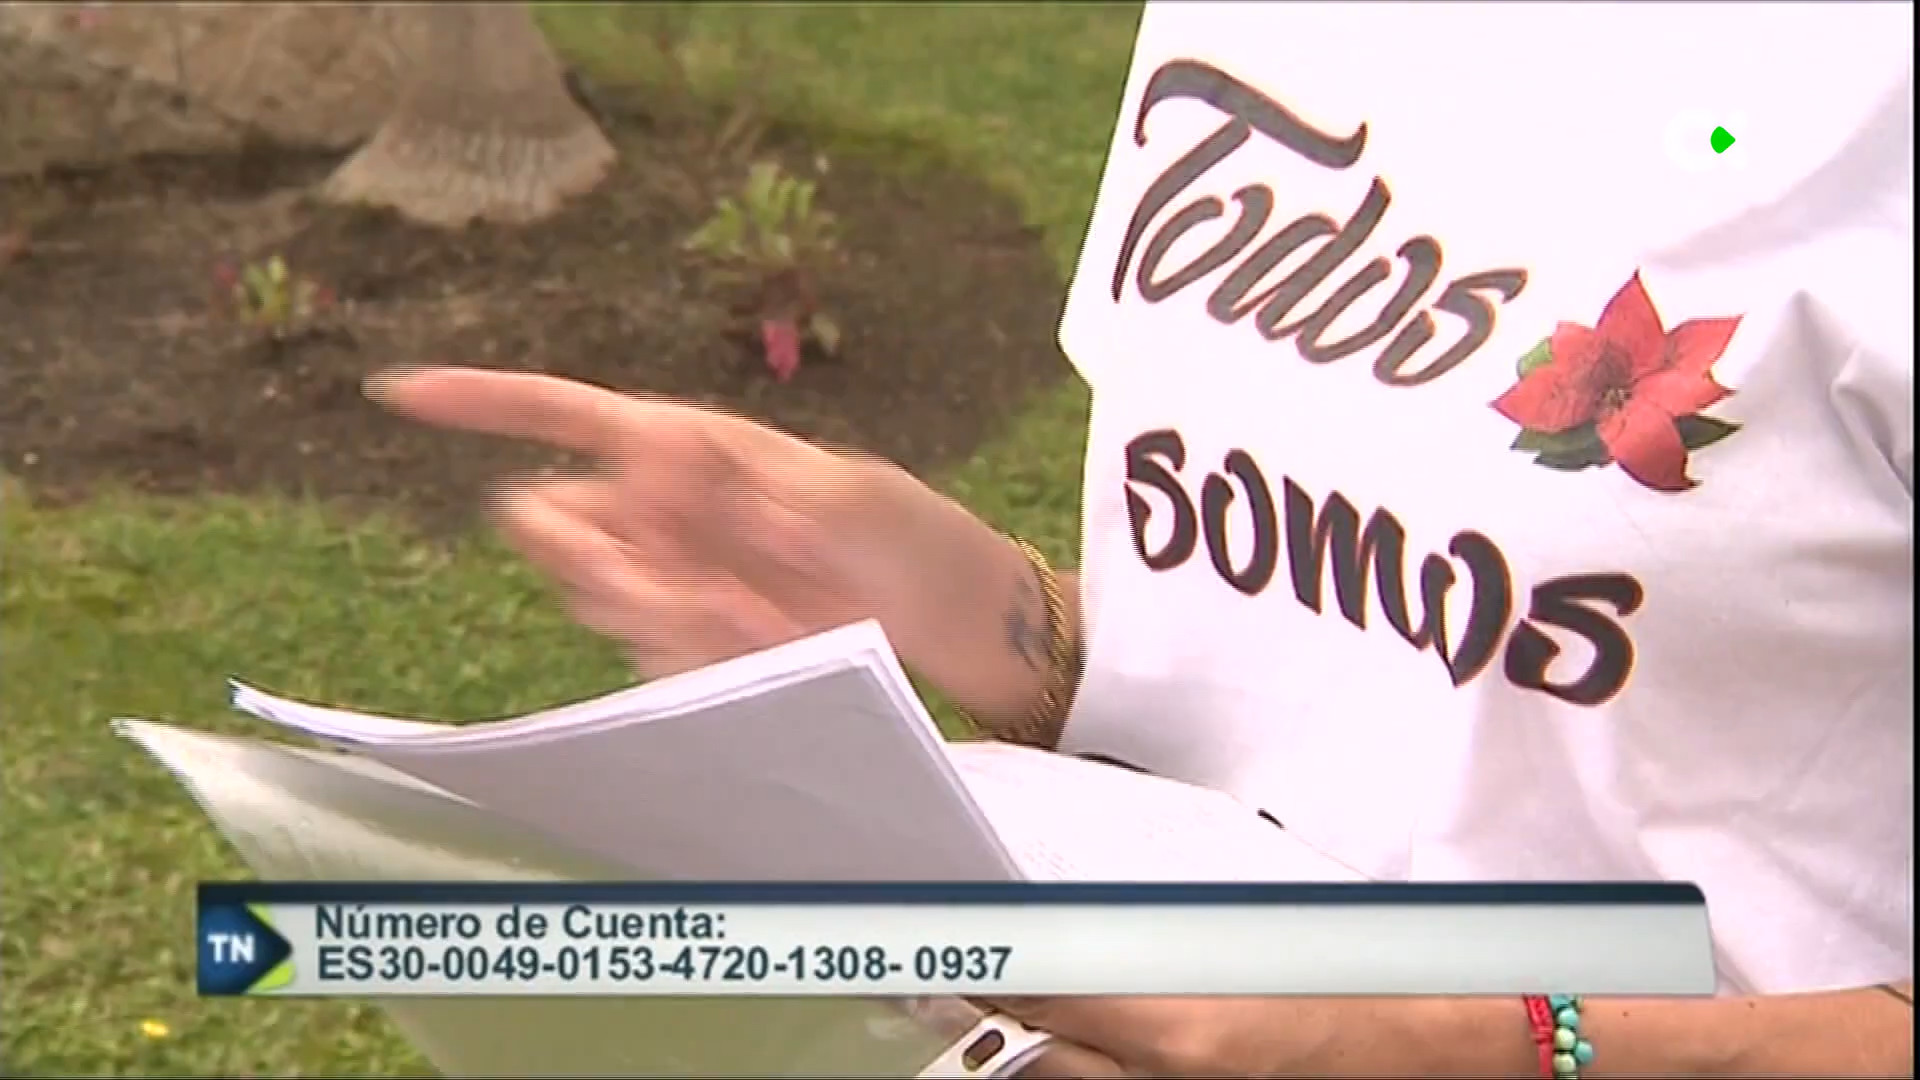 Todos
somos
TN
Número de Cuenta:
ES30-0049-0153-4720-1308- 0937